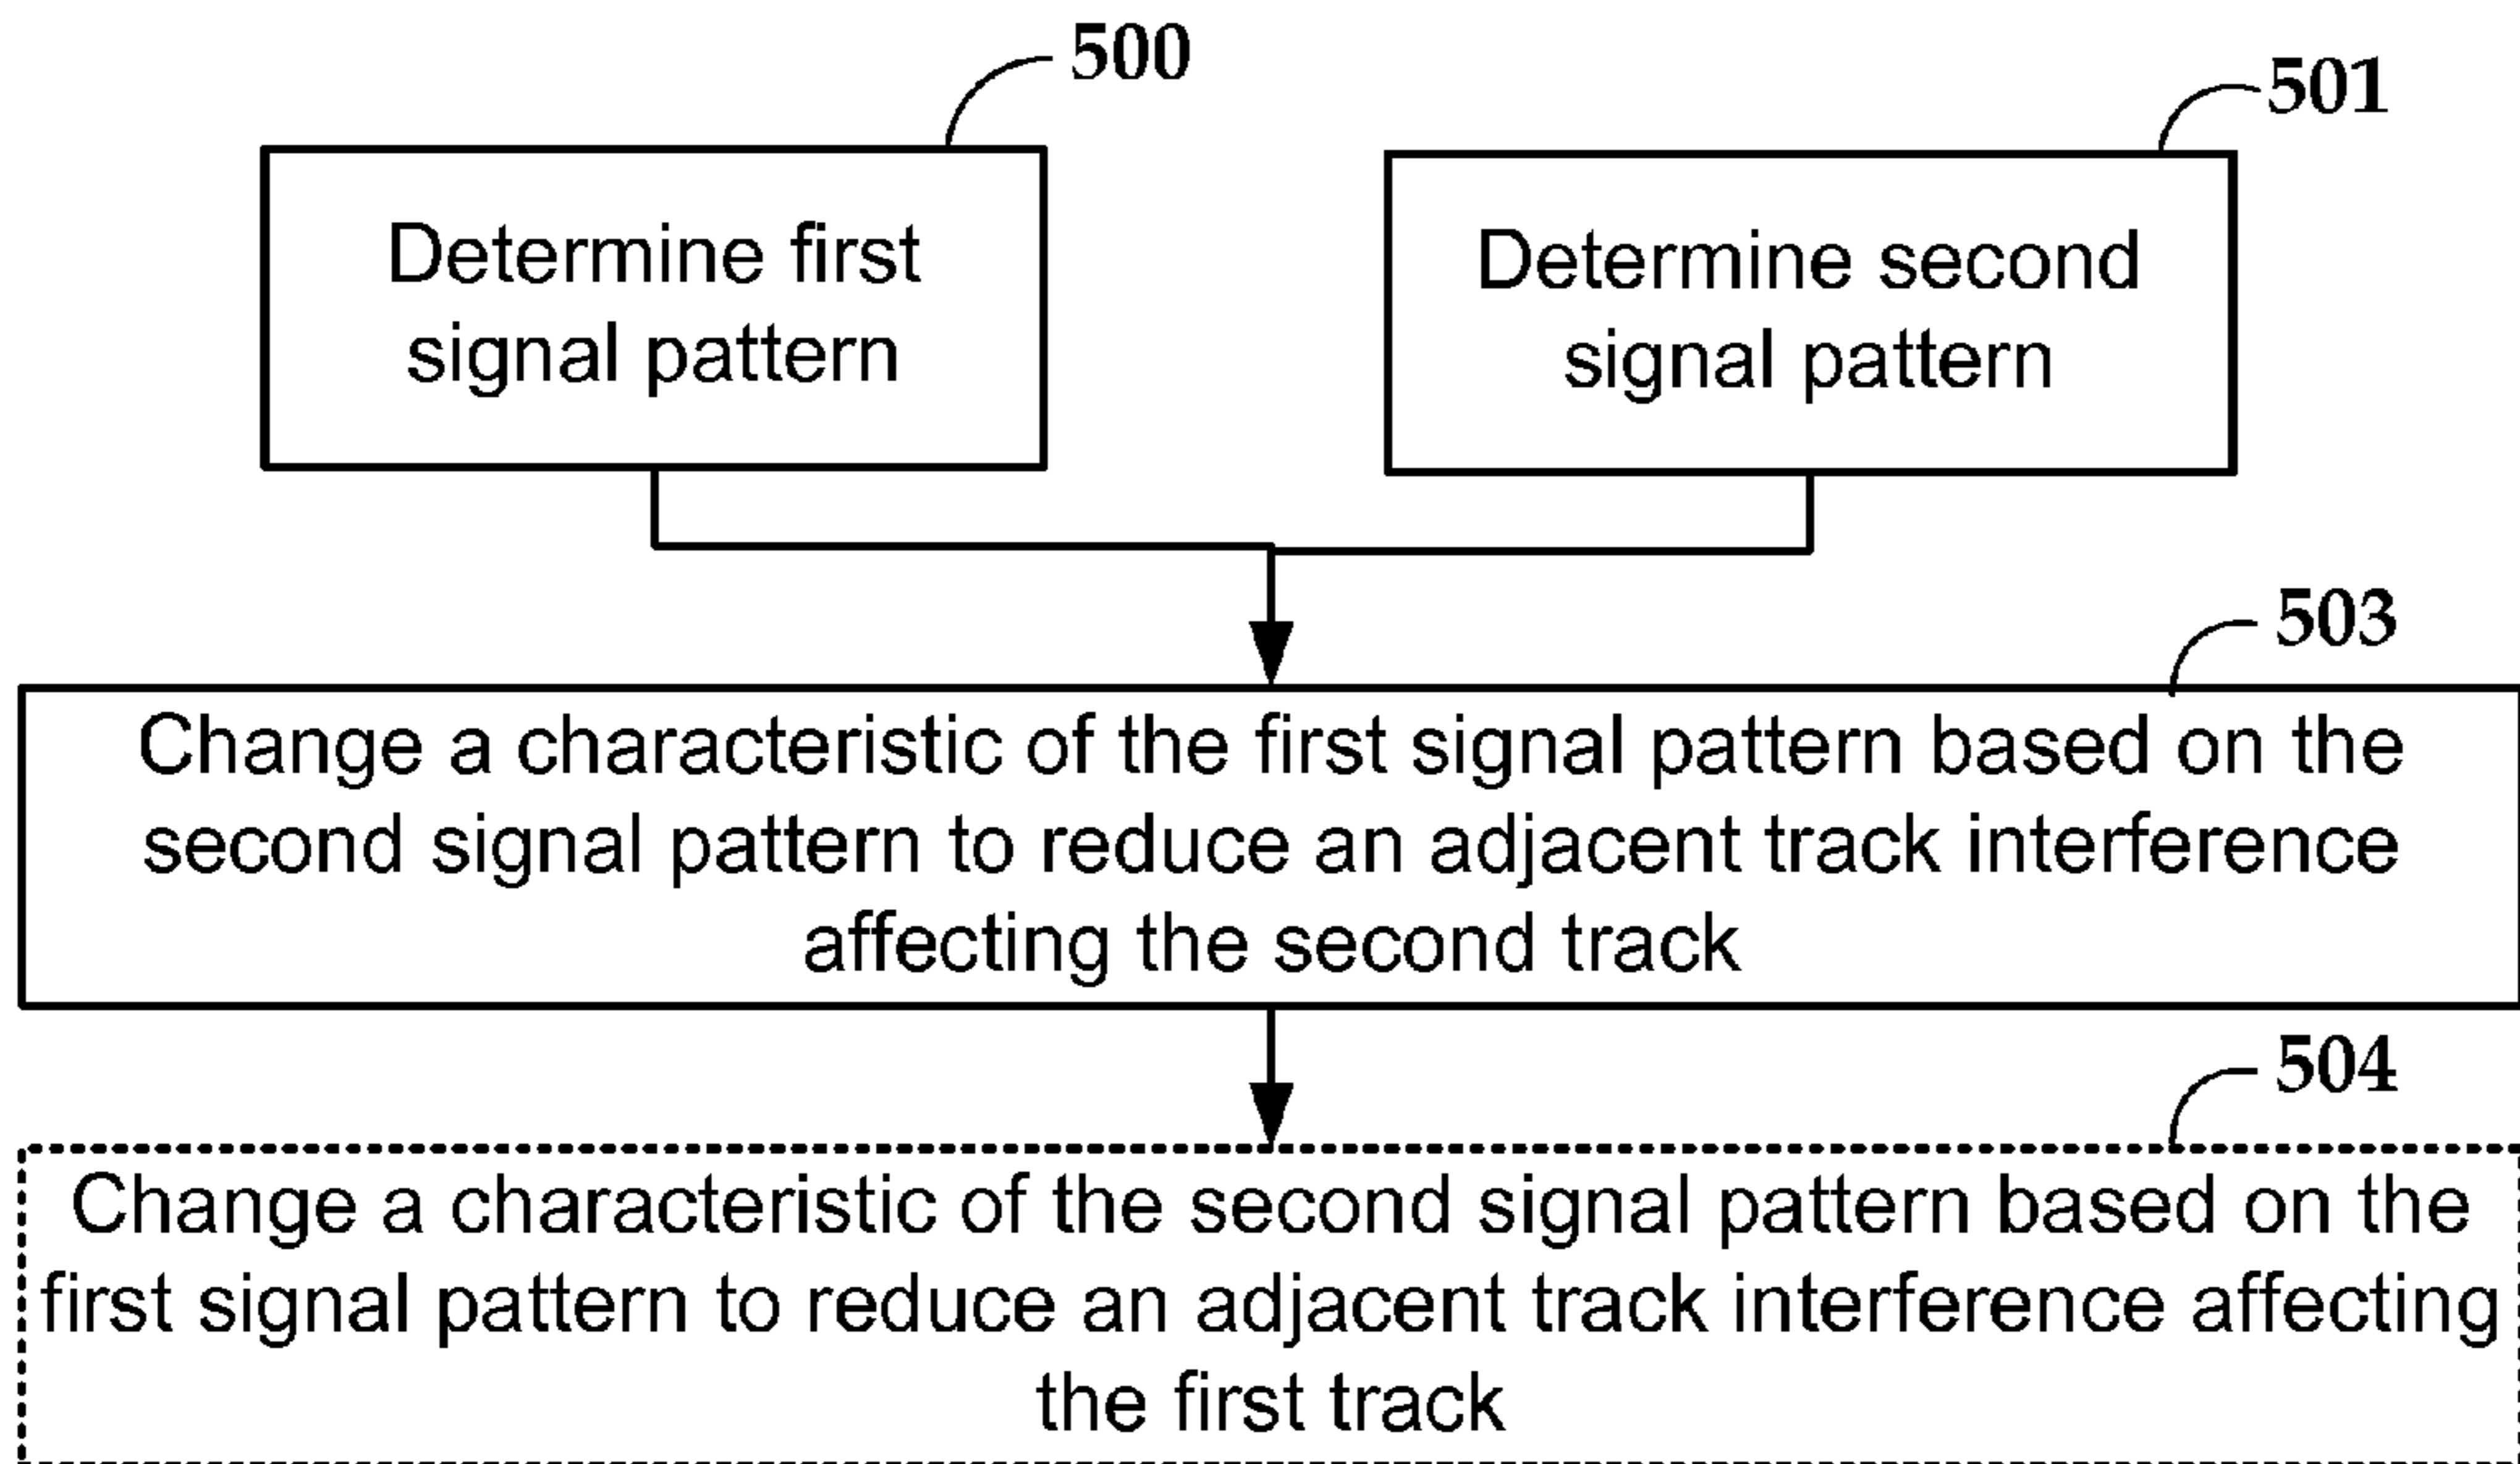 500
501
Determine first
signal pattern
Determine second
signal pattern
503
Change a characteristic of the first signal pattern based on the
second signal pattern to reduce an adjacent track interference
affecting the second track
504
Change a characteristic of the second signal pattern based on the
first signal pattern to reduce an adjacent track interference affecting
the first track